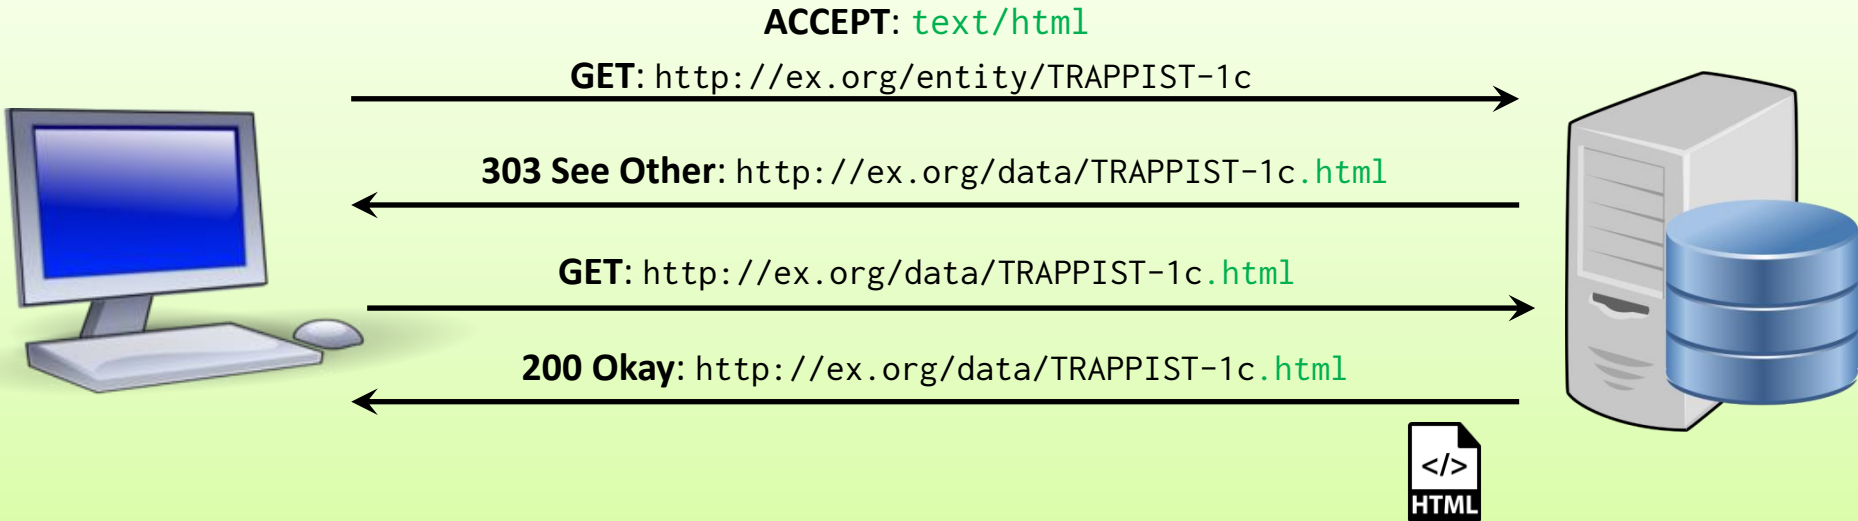 ACCEPT: text/html
GET: http://ex.org/entity/TRAPPIST-1c
303 See Other: http://ex.org/data/TRAPPIST-1c.html
GET: http://ex.org/data/TRAPPIST-1c.html
200 Okay: http://ex.org/data/TRAPPIST-1c.html
</>
HTML